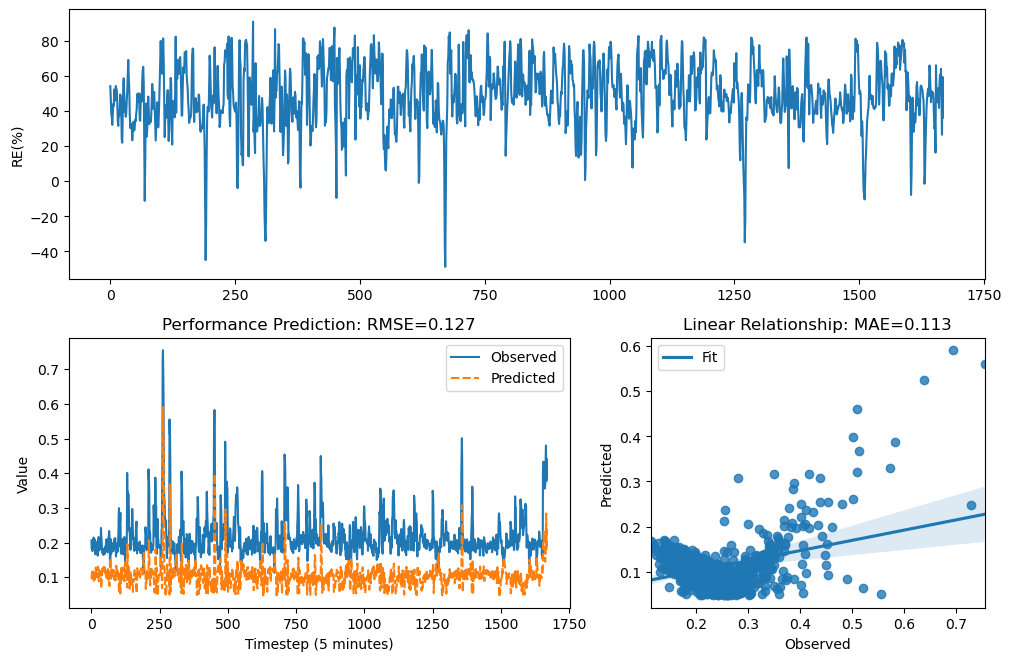 80
60
40
20
0
−20
−40
RE(%)
0 250 500 750 1000 1250 1500 1750
Performance Prediction: RMSE=0.127
0.7
0.6
0.5
0.4
0.3
0.2
0.1
Value
Observed
Predicted
0 250 500 750 1000 1250 1500 1750
Timestep (5 minutes)
Linear Relationship: MAE=0.113
0.6
0.5
0.4
0.3
0.2
0.1
Predicted
Fit
0.2 0.3 0.4 0.5 0.6 0.7
Observed